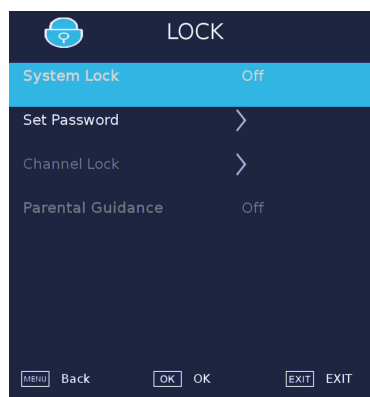 LOCK
System Lock Off
Set Password
Channel Lock
Parental Guidance Off
MENU Back OK OK EXIT EXIT